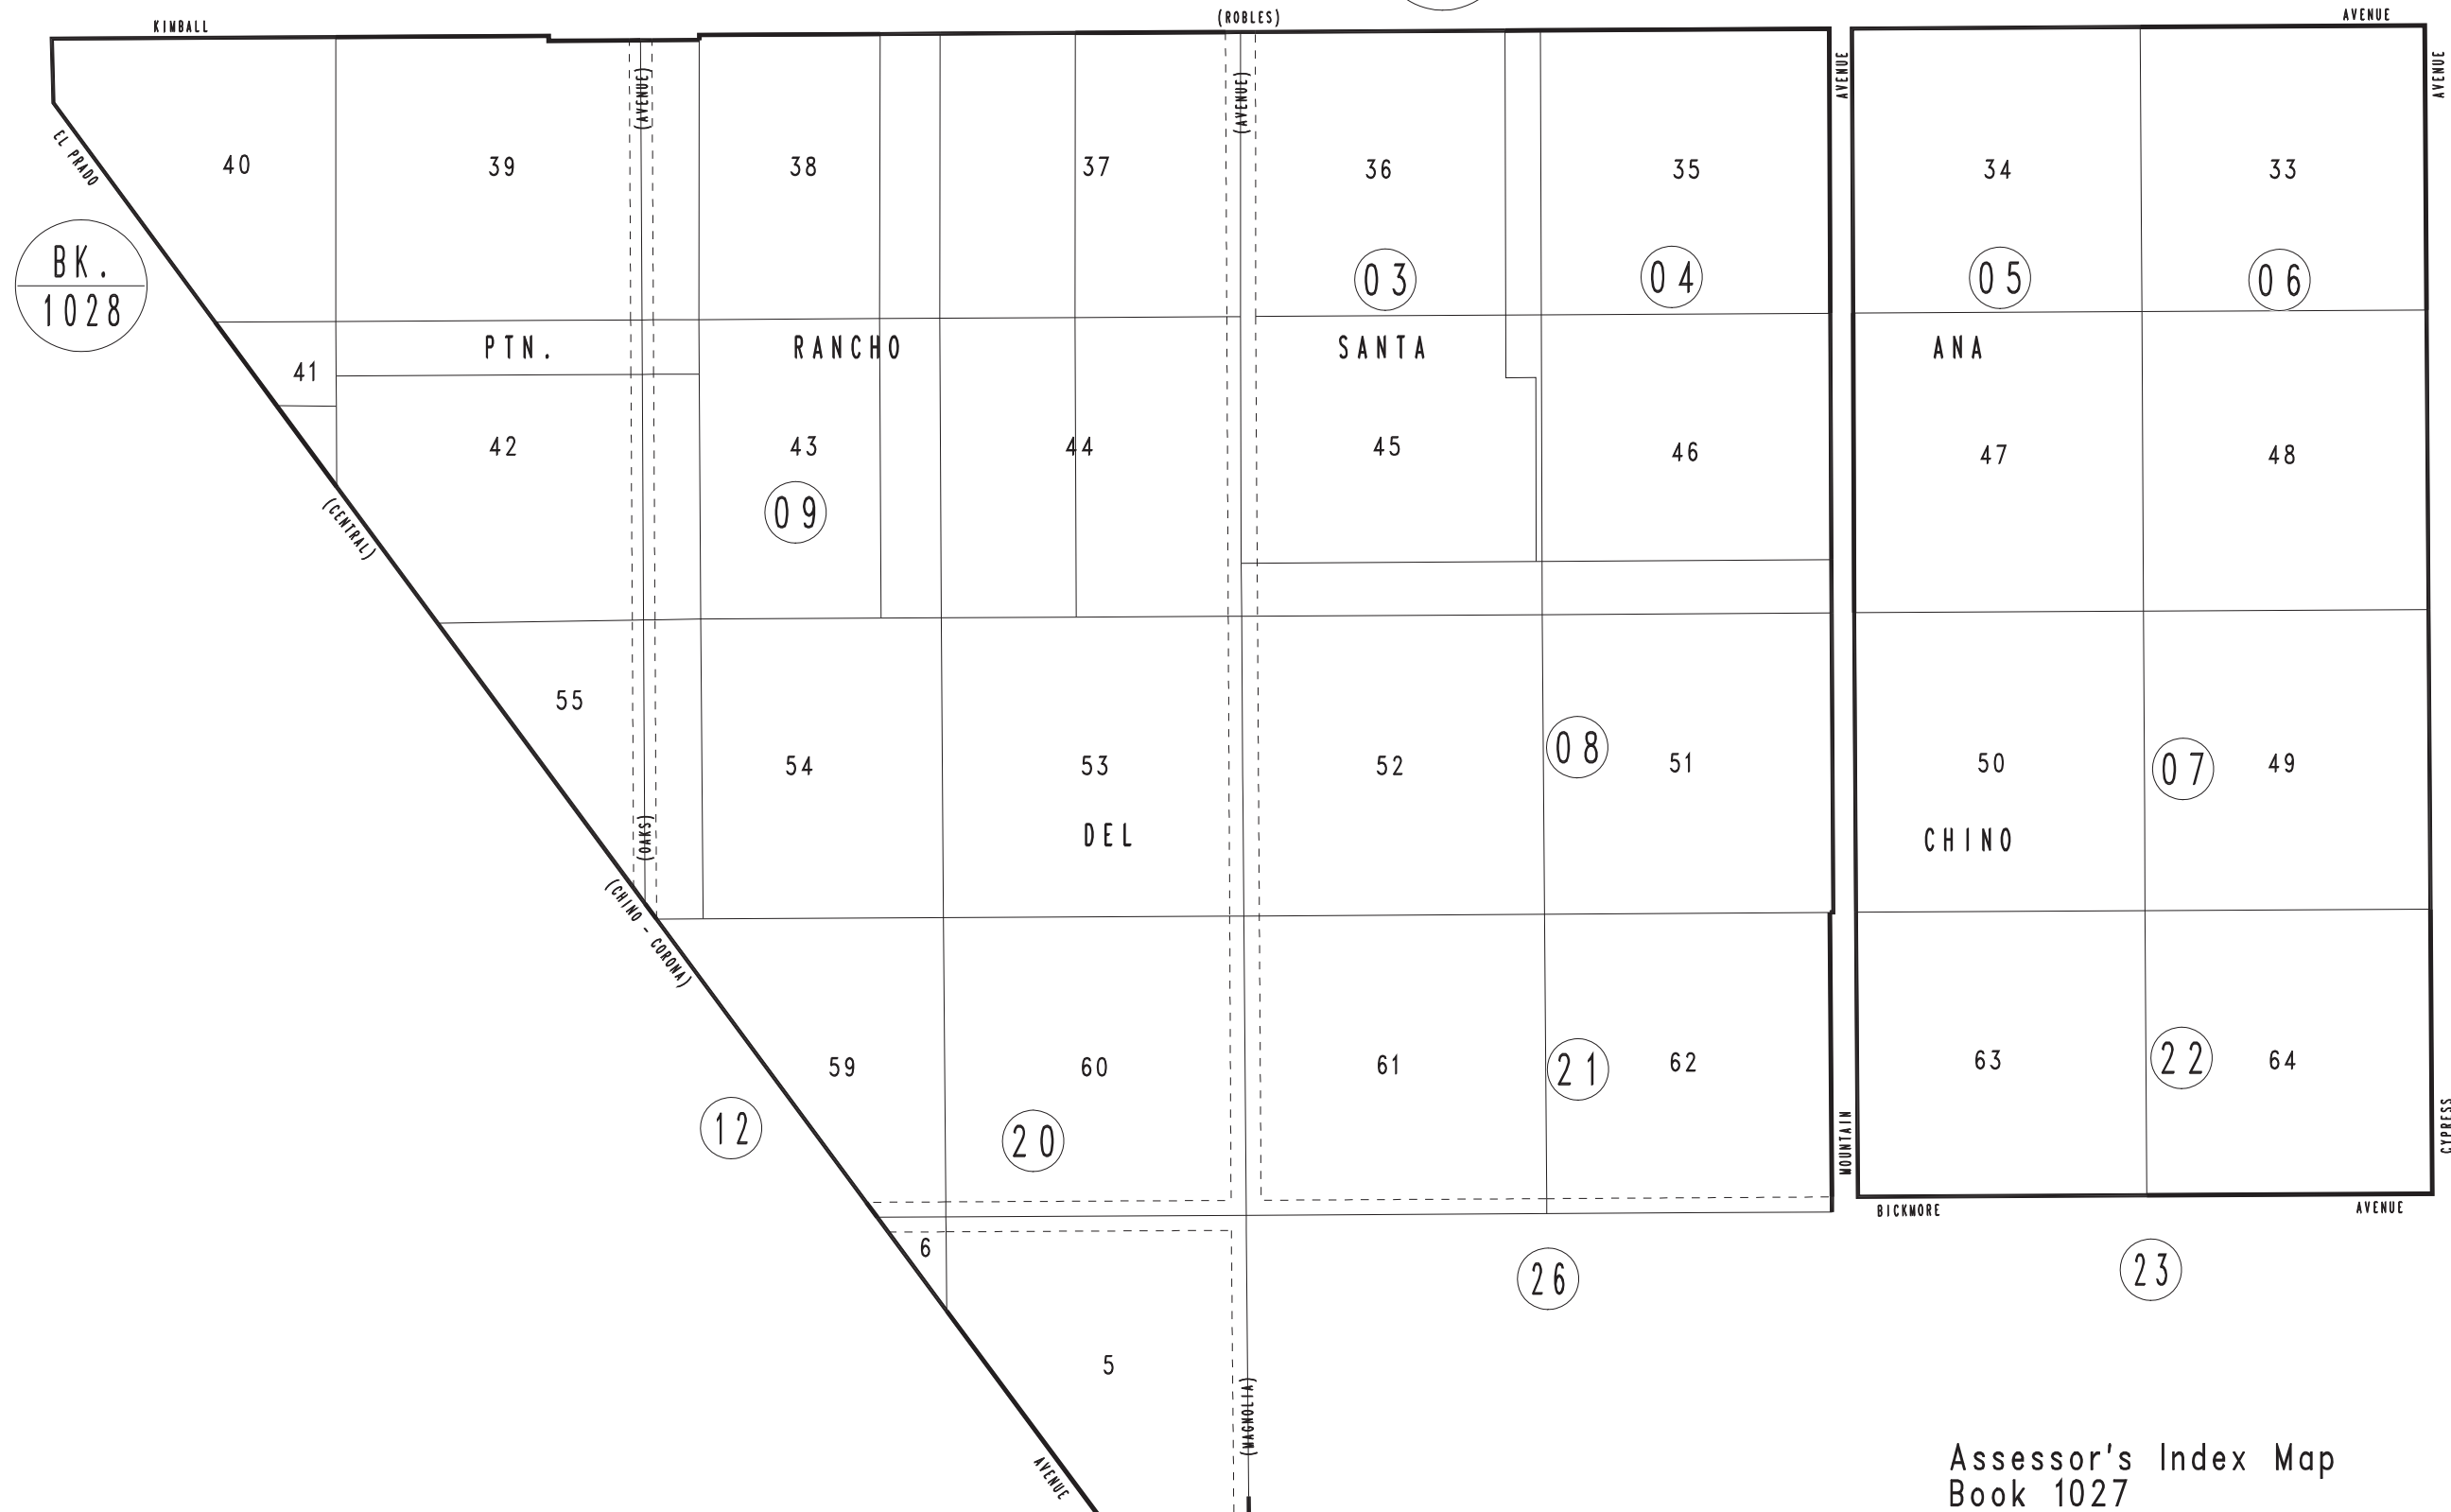 (ROBLES)
KIMBALL
AVENUE
(AVENUE)
(AVENUE)
AVENUE
AVENUE
EL PRADO
40
39
38
37
36
35
34
33
BK.
1028
03
04
05
06
PTN.
RANCHO
SANTA
ANA
41
42
43
44
45
46
47
48
09
(CENTRAL)
55
54
53
52
08
51
50
07
49
(OAKS)
DEL
CHINO
(CHINO - CORONA)
59
60
61
21
62
63
22
64
12
20
MOUNTAIN
CYPRESS
BICKMORE
AVENUE
6
26
23
5
(MAGNOLIA)
AVENUE
Assessor's Index Map
Book 1027